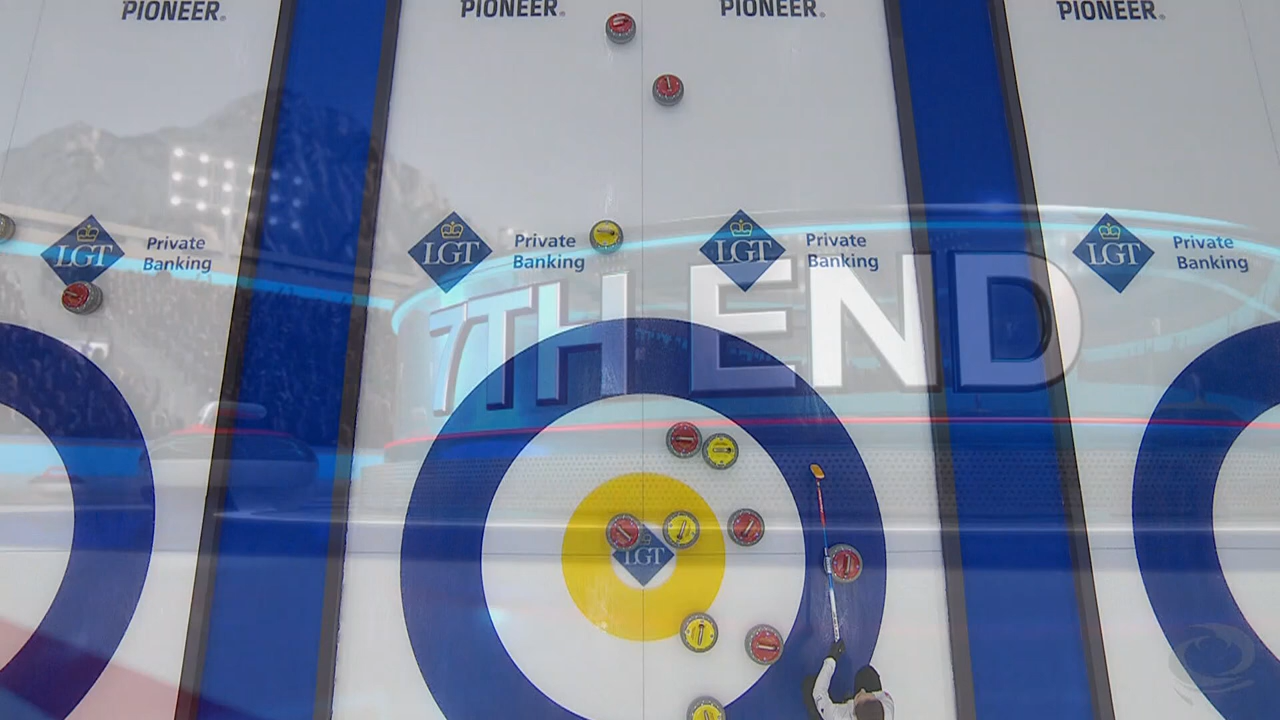 PIONEER.
PIONEER.
PIONEER.
PIONEER.
LGT Private Banking
LGT Private Banking
LGT Private Banking
LGT Private Banking
7TH END
LGT